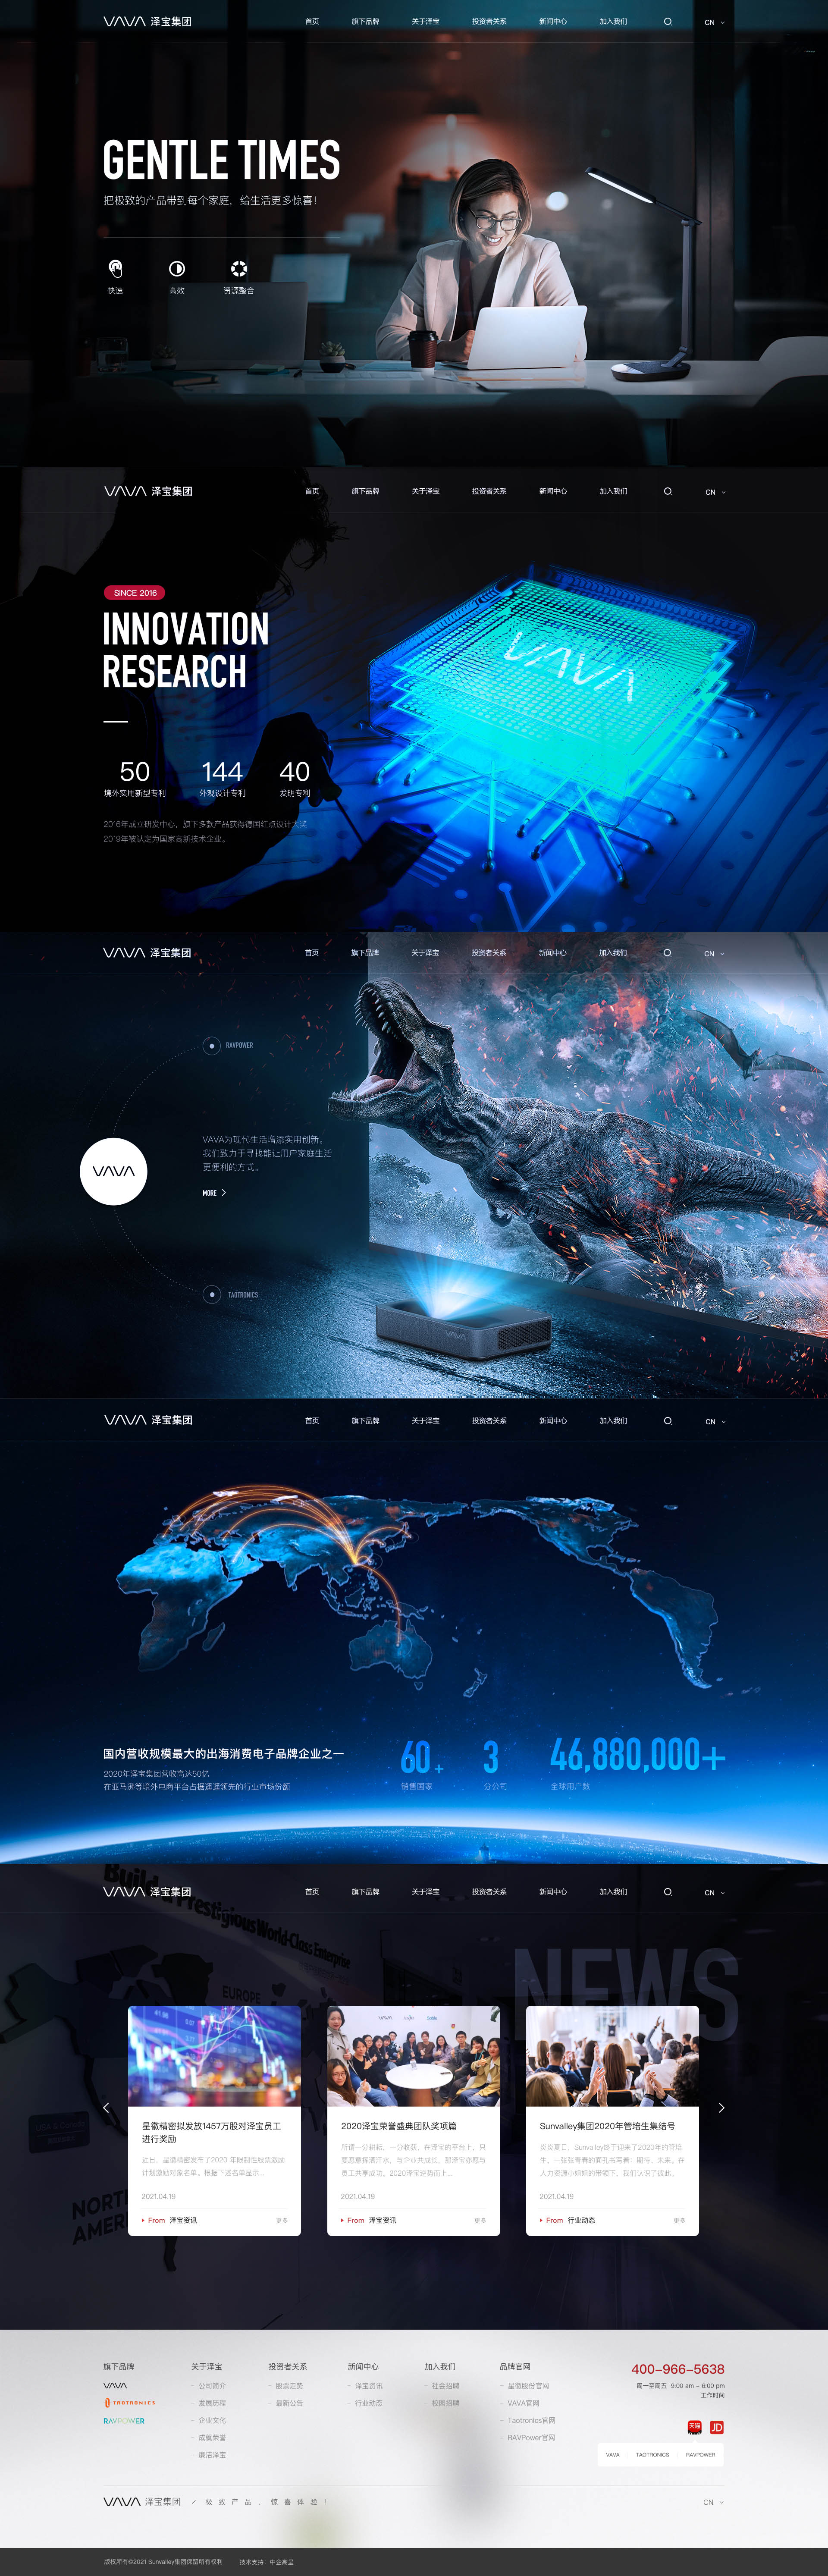 VAVA 泽宝集团 首页 旗下品牌 关于泽宝 投资者关系 新闻中心 加入我们 CN
GENTLE TIMES
把极致的产品带到每个家庭，给生活更多惊喜！
快速 高效 资源整合
VAVA 泽宝集团 首页 旗下品牌 关于泽宝 投资者关系 新闻中心 加入我们 CN
SINCE 2016
INNOVATION
RESEARCH
VAVA
50 144 40
境外实用新型专利 外观设计专利 发明专利
2016年成立研发中心，旗下多款产品获得德国红点设计大奖
2019年被认定为国家高新技术企业。
VAVA 泽宝集团 首页 旗下品牌 关于泽宝 投资者关系 新闻中心 加入我们 CN
RAVPOWER
VAVA
VAVA为现代生活增添实用创新。
我们致力于寻找能让用户家庭生活
更便利的方式。
MORE
TAOTRONICS
VAVA
VAVA 泽宝集团 首页 旗下品牌 关于泽宝 投资者关系 新闻中心 加入我们 CN
国内营收规模最大的出海消费电子品牌企业之一
2020年泽宝集团营收高达50亿
在亚马逊等境外电商平台占据遥遥领先的行业市场份额
60+ 3 46,880,000+
销售国家 分公司 全球用户数
VAVA 泽宝集团 首页 旗下品牌 关于泽宝 投资者关系 新闻中心 加入我们 CN
Build a Prestigious World-Class Enterprise
EUROPE
NORTH
AMERICA
NEWS
星徽精密拟发放1457万股对泽宝员工
进行奖励
近日，星徽精密发布了2020 年限制性股票激励
计划激励对象名单。根据下述名单显示...
2021.04.19
From 泽宝资讯 更多
2020泽宝荣誉盛典团队奖项篇
所谓一分耕耘，一分收获，在泽宝的平台上，只
要愿意挥洒汗水，与企业共成长，那泽宝亦愿与
员工共享成功。2020泽宝逆势而上...
2021.04.19
From 泽宝资讯 更多
Sunvalley集团2020年管培生集结号
炎炎夏日，Sunvalley终于迎来了2020年的管培
生，一张张青春的面孔书写着：期待、未来。在
人力资源小姐姐的带领下，我们认识了彼此。
2021.04.19
From 行业动态 更多
旗下品牌
VAVA
TAOTRONICS
RAVPOWER
关于泽宝
- 公司简介
- 发展历程
- 企业文化
- 成就荣誉
- 廉洁泽宝
投资者关系
- 股票走势
- 最新公告
新闻中心
- 泽宝资讯
- 行业动态
加入我们
- 社会招聘
- 校园招聘
品牌官网
- 星徽股份官网
- VAVA官网
- Taotronics官网
- RAVPower官网
400-966-5638
周一至周五 9:00 am - 6:00 pm
工作时间
天猫 JD
VAVA TAOTRONICS RAVPOWER
VAVA 泽宝集团 / 极致产品，惊喜体验！ CN
版权所有©2021 Sunvalley集团保留所有权利 技术支持：中企高呈